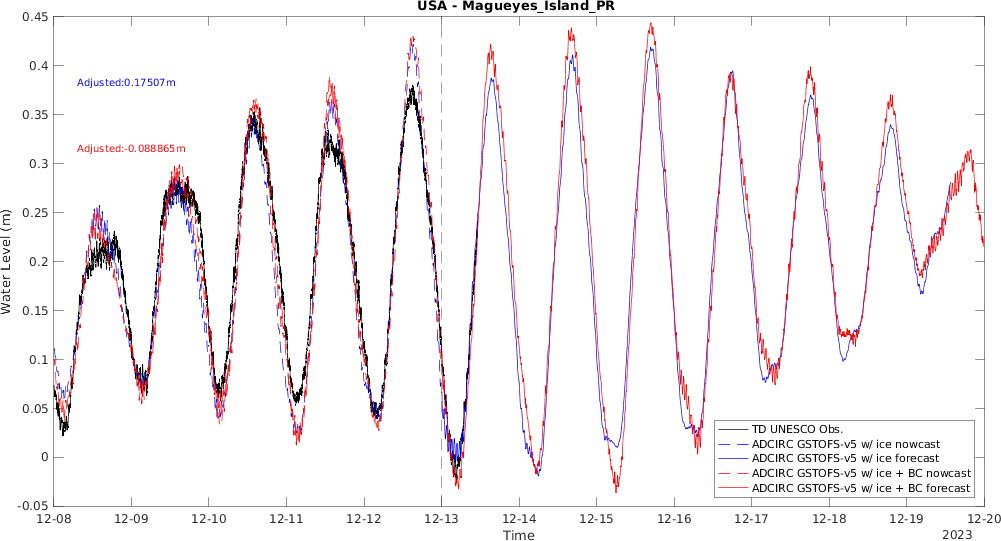 USA - Magueyes_Island_PR
0.45
0.4
0.35
0.3
0.25
0.2
0.15
0.1
0.05
0
-0.05
Water Level (m)
Adjusted:0.17507m
Adjusted:-0.088865m
TD UNESCO Obs.
ADCIRC GSTOFS-v5 w/ ice nowcast
ADCIRC GSTOFS-v5 w/ ice forecast
ADCIRC GSTOFS-v5 w/ ice + BC nowcast
ADCIRC GSTOFS-v5 w/ ice + BC forecast
12-08 12-09 12-10 12-11 12-12 12-13 12-14 12-15 12-16 12-17 12-18 12-19 12-20
Time
2023